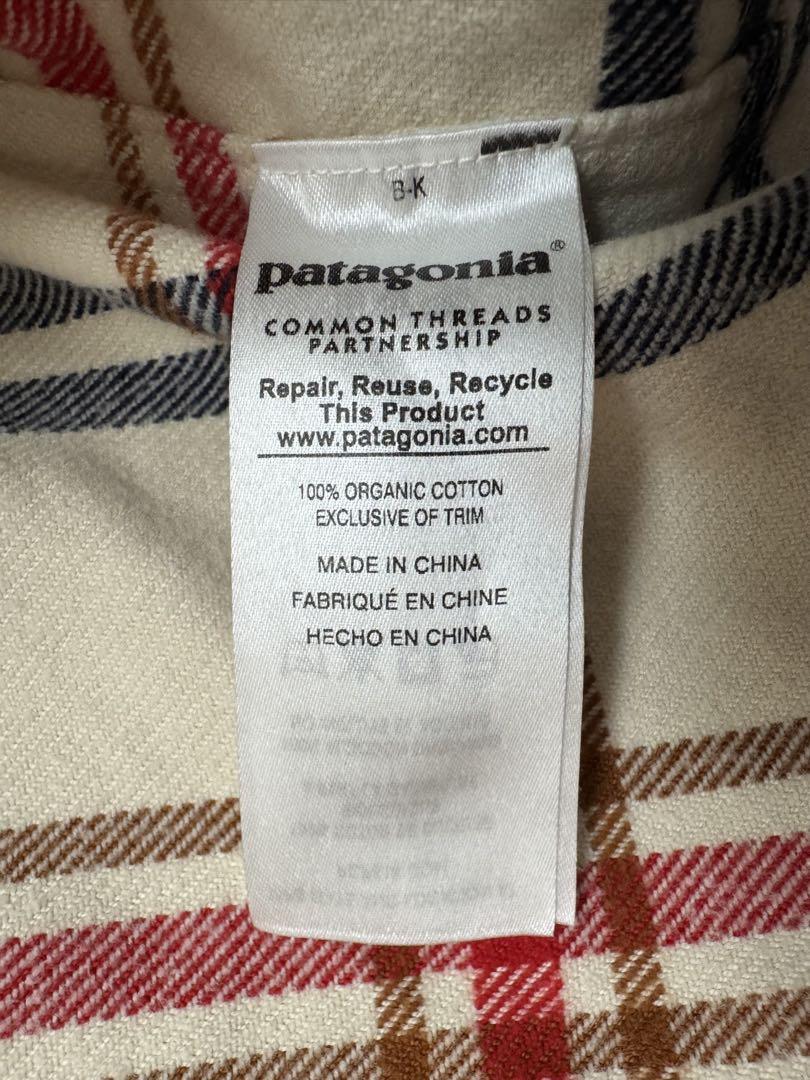 B-K
patagonia®
COMMON THREADS
PARTNERSHIP
Repair, Reuse, Recycle
This Product
www.patagonia.com
100% ORGANIC COTTON
EXCLUSIVE OF TRIM
MADE IN CHINA
FABRIQUÉ EN CHINE
HECHO EN CHINA